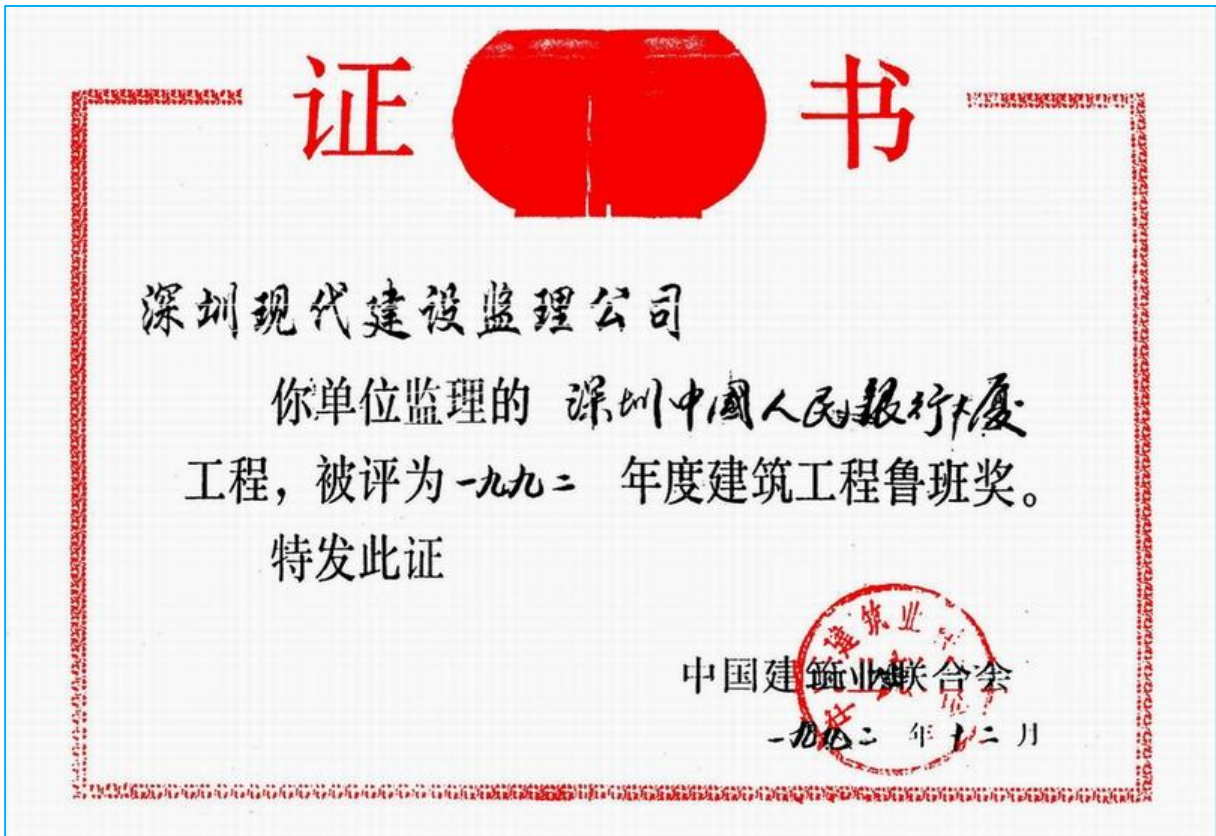 证 书
深圳现代建设监理公司
你单位监理的 深圳中國人民銀行大厦
工程，被评为一九九二 年度建筑工程鲁班奖。
特发此证
中国建筑业联合会
一九九二 年十二月